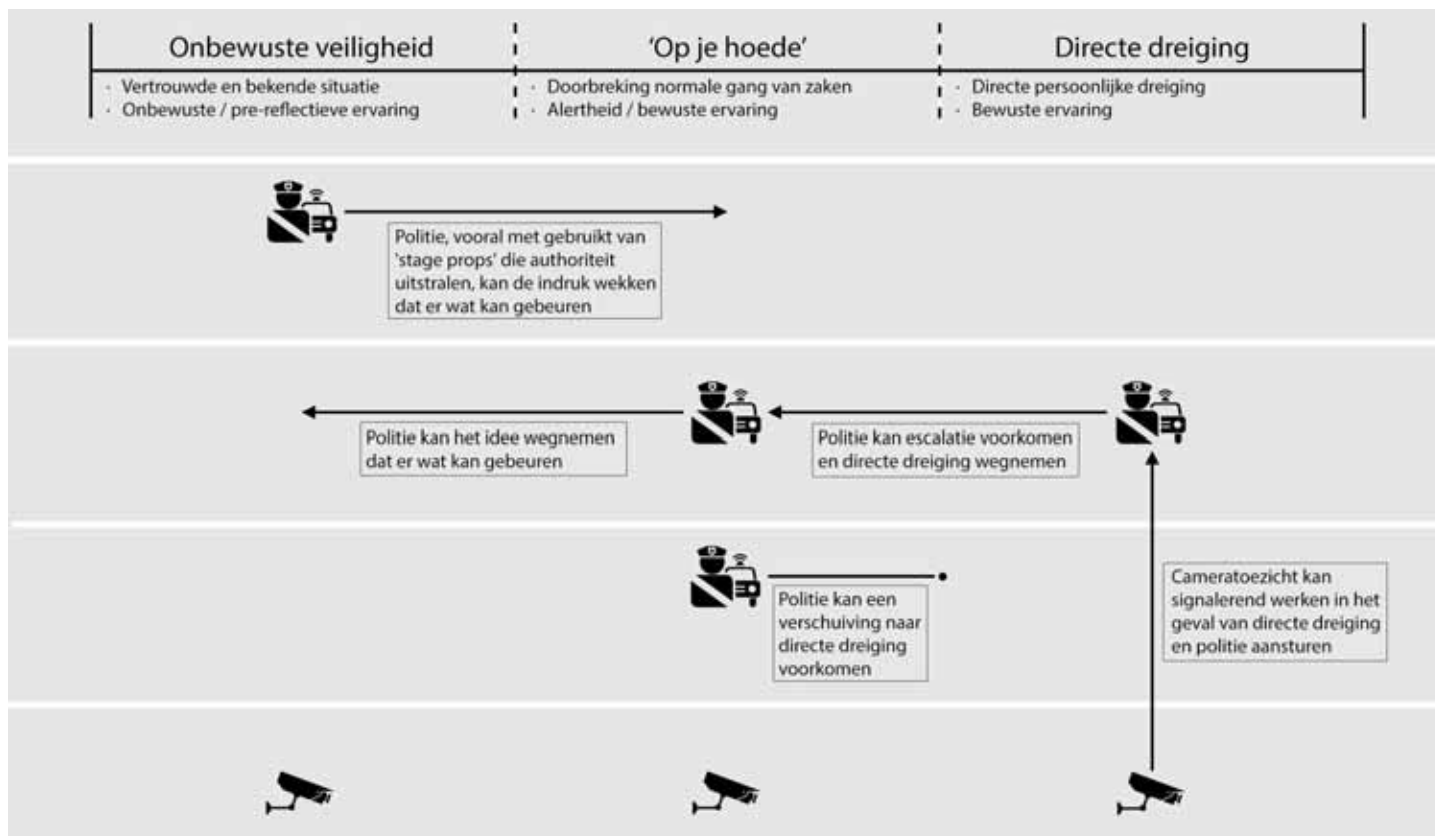 Onbewuste veiligheid
· Vertrouwde en bekende situatie
· Onbewuste / pre-reflectieve ervaring
'Op je hoede'
· Doorbreking normale gang van zaken
· Alertheid / bewuste ervaring
Directe dreiging
· Directe persoonlijke dreiging
· Bewuste ervaring
Politie, vooral met gebruikt van
'stage props' die authoriteit
uitstralen, kan de indruk wekken
dat er wat kan gebeuren
Politie kan het idee wegnemen
dat er wat kan gebeuren
Politie kan escalatie voorkomen
en directe dreiging wegnemen
Politie kan een
verschuiving naar
directe dreiging
voorkomen
Cameratoezicht kan
signalerend werken in het
geval van directe dreiging
en politie aansturen